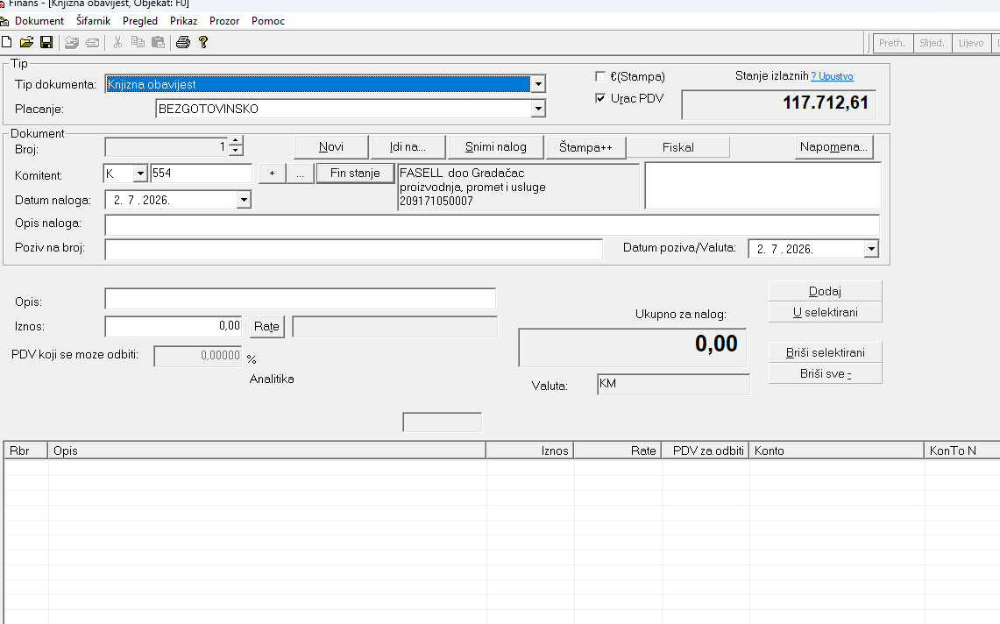 Finans - [Knjizna obavijest, Objekat: F0]
Dokument Šifarnik Pregled Prikaz Prozor Pomoc
Preth. Slijed. Lijevo
Tip
Tip dokumenta: Knjizna obavijest
€(Stampa)
Stanje izlaznih ? Upustvo
Placanje: BEZGOTOVINSKO
Urac PDV
117.712,61
Dokument
Broj: 1
Novi Idi na... Snimi nalog Štampa++ Fiskal Napomena...
Komitent: K 554 + ... Fin stanje
FASELL doo Gradačac
proizvodnja, promet i usluge
209171050007
Datum naloga: 2. 7 . 2026.
Opis naloga:
Poziv na broj:
Datum poziva/Valuta: 2. 7 . 2026.
Opis:
Iznos: 0,00 Rate
PDV koji se moze odbiti: 0,00000 %
Analitika
Ukupno za nalog:
0,00
Valuta: KM
Dodaj
U selektirani
Briši selektirani
Briši sve -
Rbr Opis Iznos Rate PDV za odbiti Konto KonTo N